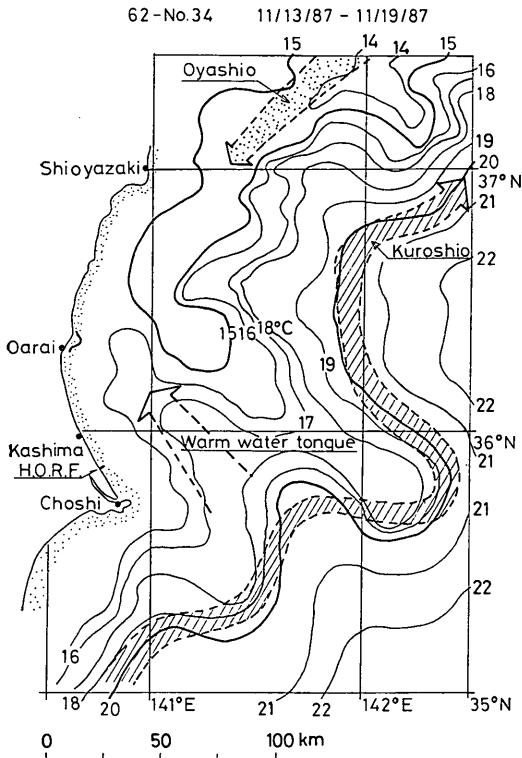 62-No.34 11/13/87 - 11/19/87
15 14 14 15
Oyashio
16
18
19
20
Shioyazaki
37°N
21
Kuroshio
22
Oarai
15 16 18°C
19
17
22
36°N
Warm water tongue
21
Kashima
H.O.R.F.
Choshi
21
22
16
18 20 141°E 21 22 142°E 35°N
0 50 100 km